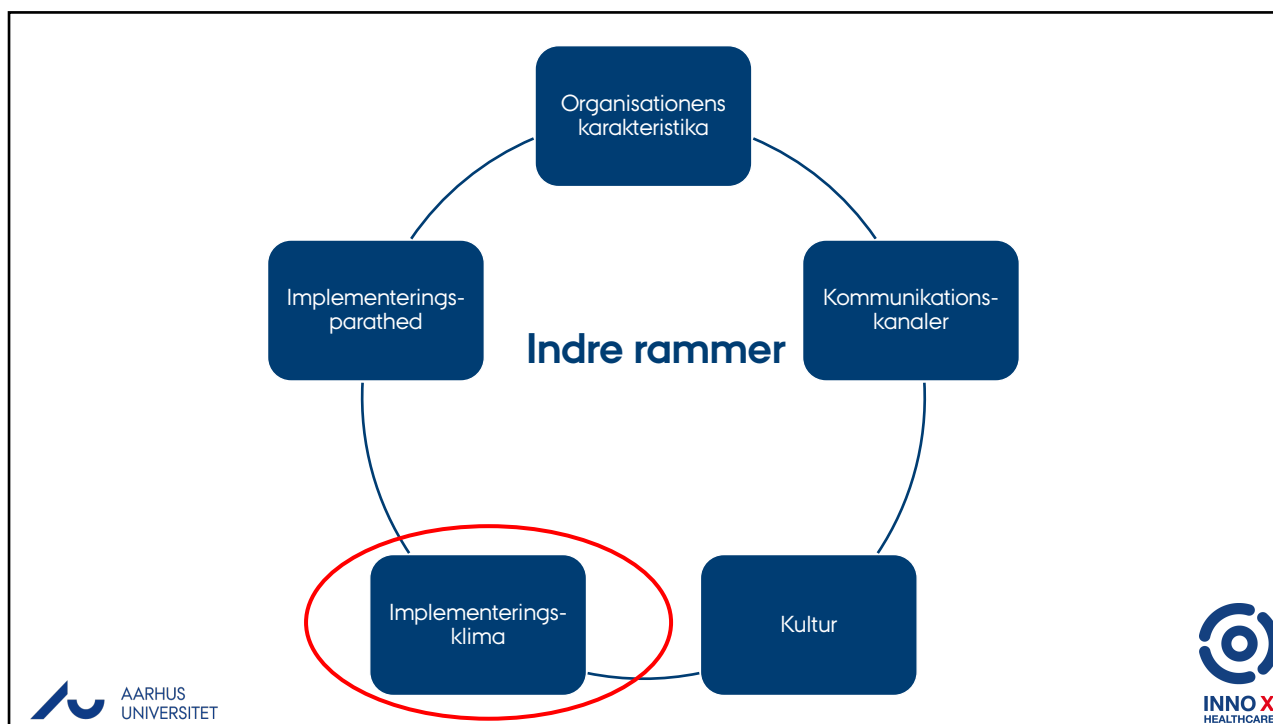 Organisationens
karakteristika
Implementerings-
parathed
Kommunikations-
kanaler
Indre rammer
Implementerings-
klima
Kultur
AARHUS
UNIVERSITET
INNO X
HEALTHCARE